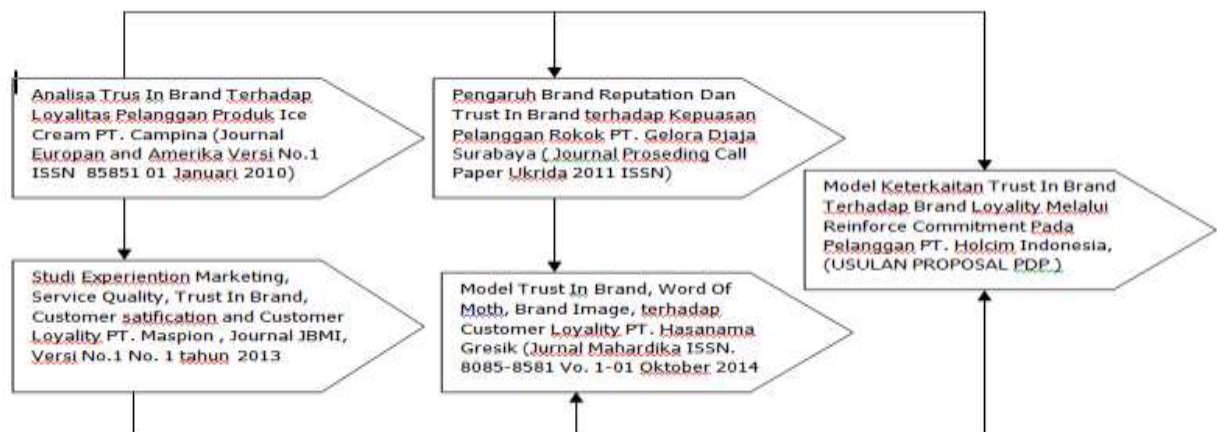 Analisa Trus In Brand Terhadap
Loyalitas Pelanggan Produk Ice
Cream PT. Campina (Journal
Europan and Amerika Versi No.1
ISSN 85851 01 Januari 2010)
Pengaruh Brand Reputation Dan
Trust In Brand terhadap Kepuasan
Pelanggan Rokok PT. Gelora Djaja
Surabaya ( Journal Proseding Call
Paper Ukrida 2011 ISSN)
Model Keterkaitan Trust In Brand
Terhadap Brand Loyality Melalui
Reinforce Commitment Pada
Pelanggan PT. Holcim Indonesia,
(USULAN PROPOSAL PDP )
Studi Experiention Marketing,
Service Quality, Trust In Brand,
Customer satification and Customer
Loyality PT. Maspion , Journal JBMI,
Versi No.1 No. 1 tahun 2013
Model Trust In Brand, Word Of
Moth, Brand Image, terhadap
Customer Loyality PT. Hasanama
Gresik (Jurnal Mahardika ISSN.
8085-8581 Vo. 1-01 Oktober 2014